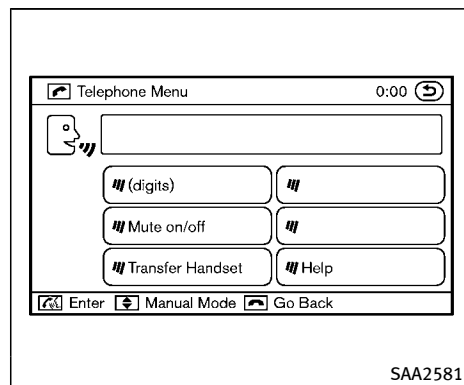 Telephone Menu 0:00
(digits)
Mute on/off
Transfer Handset Help
Enter Manual Mode Go Back
SAA2581